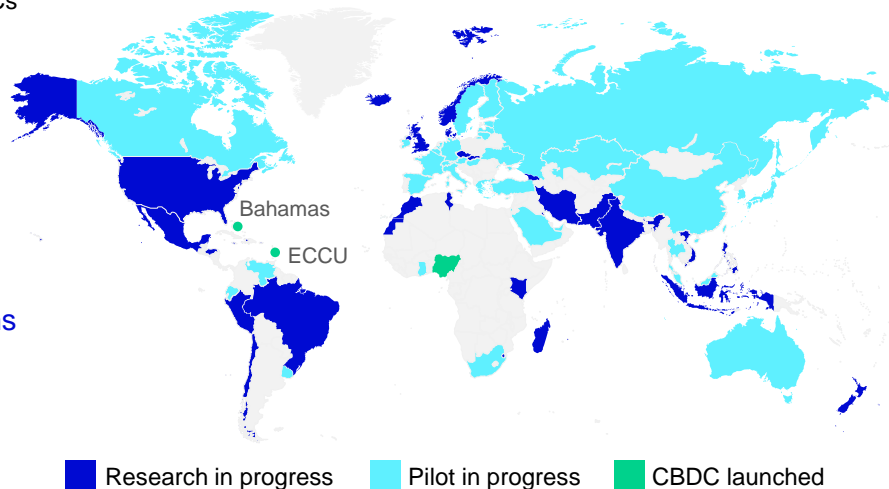 Bahamas
ECCU
Research in progress
Pilot in progress
CBDC launched